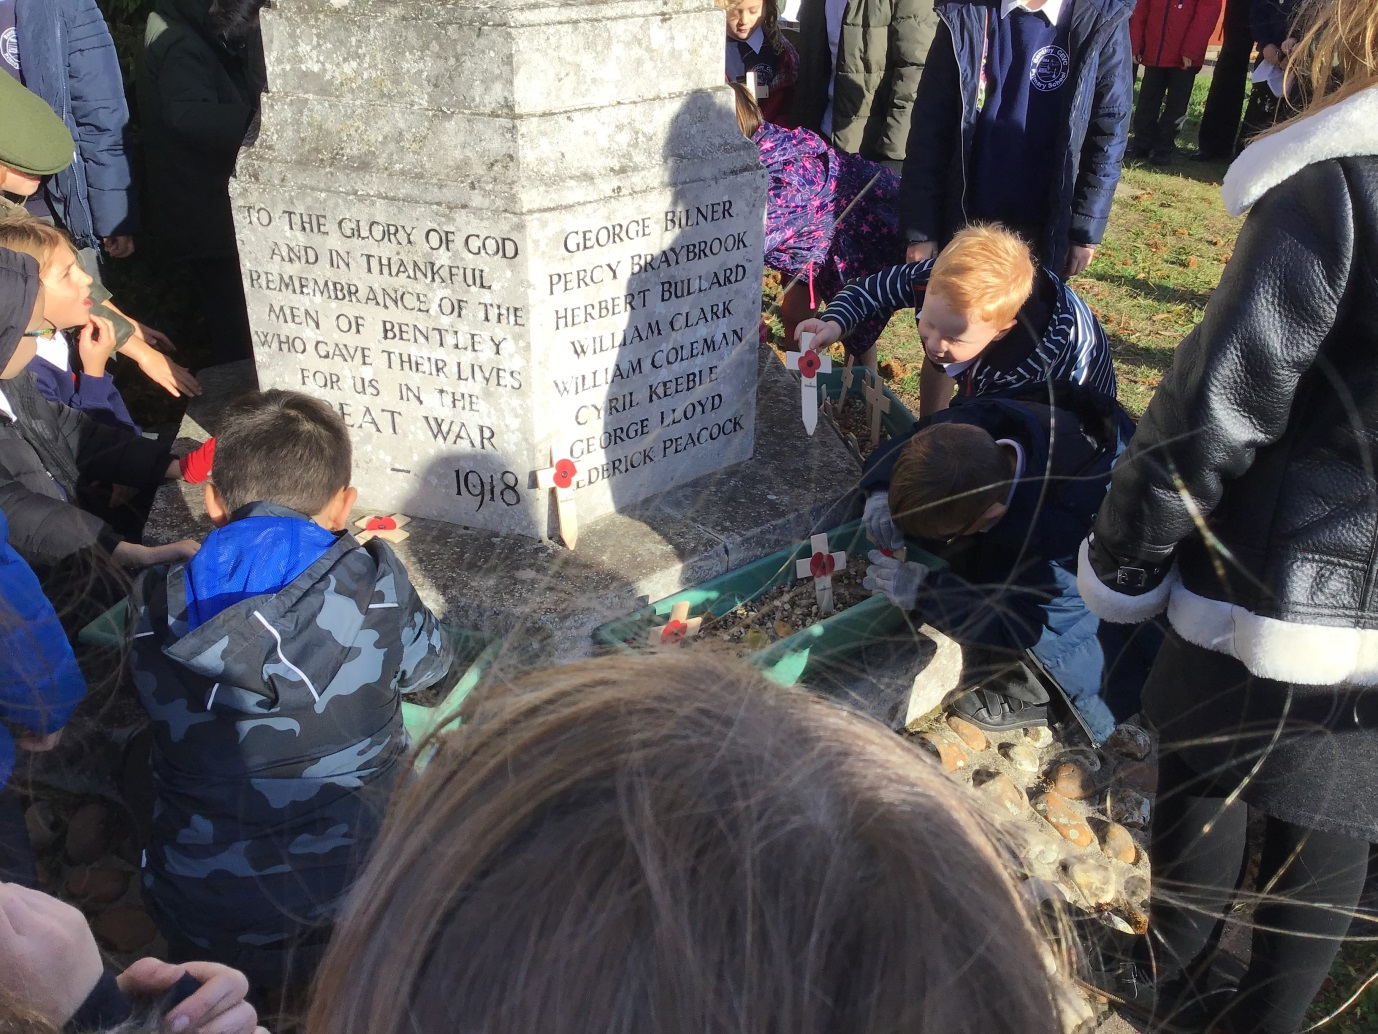 TO THE GLORY OF GOD
AND IN THANKFUL
REMEMBRANCE OF THE
MEN OF BENTLEY
WHO GAVE THEIR LIVES
FOR US IN THE
EAT WAR
– 1918
GEORGE BILNER
PERCY BRAYBROOK
HERBERT BULLARD
WILLIAM CLARK
WILLIAM COLEMAN
CYRIL KEEBLE
GEORGE LLOYD
EDERICK PEACOCK